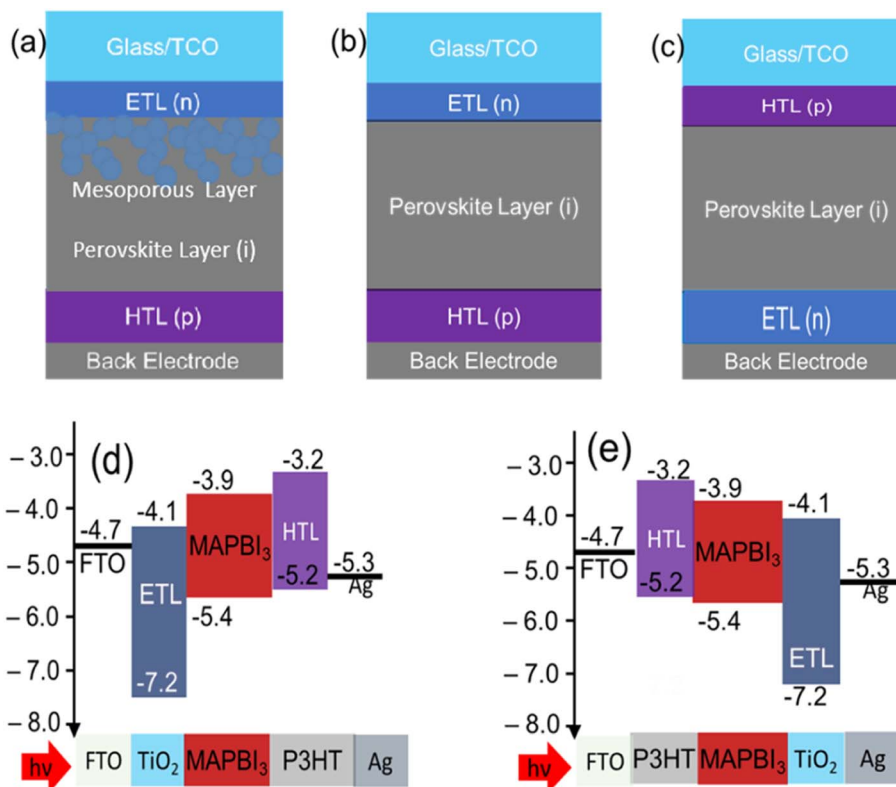 (a)
Glass/TCO
ETL (n)
Mesoporous Layer
Perovskite Layer (i)
HTL (p)
Back Electrode
(b)
Glass/TCO
ETL (n)
Perovskite Layer (i)
HTL (p)
Back Electrode
(c)
Glass/TCO
HTL (p)
Perovskite Layer (i)
ETL (n)
Back Electrode
(d)
– 3.0
– 4.0
– 5.0
– 6.0
– 7.0
– 8.0
-4.7
FTO
-4.1
ETL
-7.2
-3.9
MAPBI₃
-5.4
-3.2
HTL
-5.2
-5.3
Ag
hν
FTO
TiO₂
MAPBI₃
P3HT
Ag
(e)
– 3.0
– 4.0
– 5.0
– 6.0
– 7.0
– 8.0
-4.7
FTO
-3.2
HTL
-5.2
-3.9
MAPBI₃
-5.4
-4.1
ETL
-7.2
-5.3
Ag
hν
FTO
P3HT
MAPBI₃
TiO₂
Ag